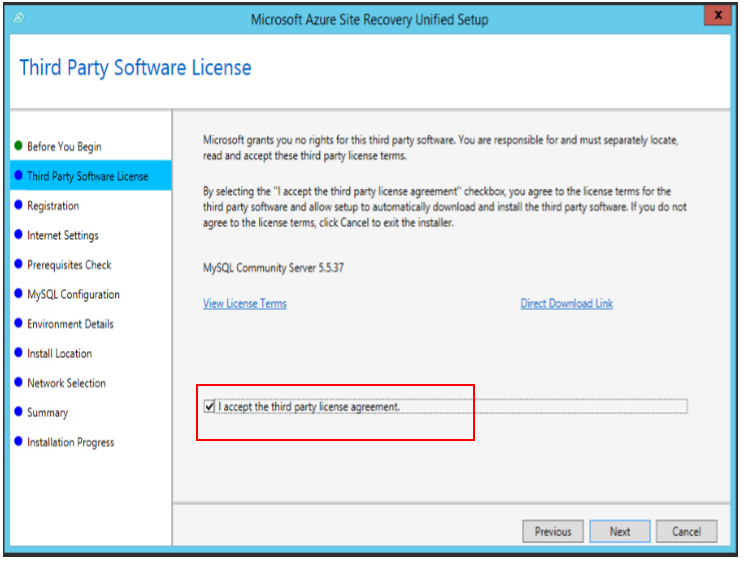 Microsoft Azure Site Recovery Unified Setup
x
Third Party Software License
Before You Begin
Third Party Software License
Registration
Internet Settings
Prerequisites Check
MySQL Configuration
Environment Details
Install Location
Network Selection
Summary
Installation Progress
Microsoft grants you no rights for this third party software. You are responsible for and must separately locate,
read and accept these third party license terms.
By selecting the "I accept the third party license agreement" checkbox, you agree to the license terms for the
third party software and allow setup to automatically download and install the third party software. If you do not
agree to the license terms, click Cancel to exit the installer.
MySQL Community Server 5.5.37
View License Terms
Direct Download Link
I accept the third party license agreement.
Previous
Next
Cancel